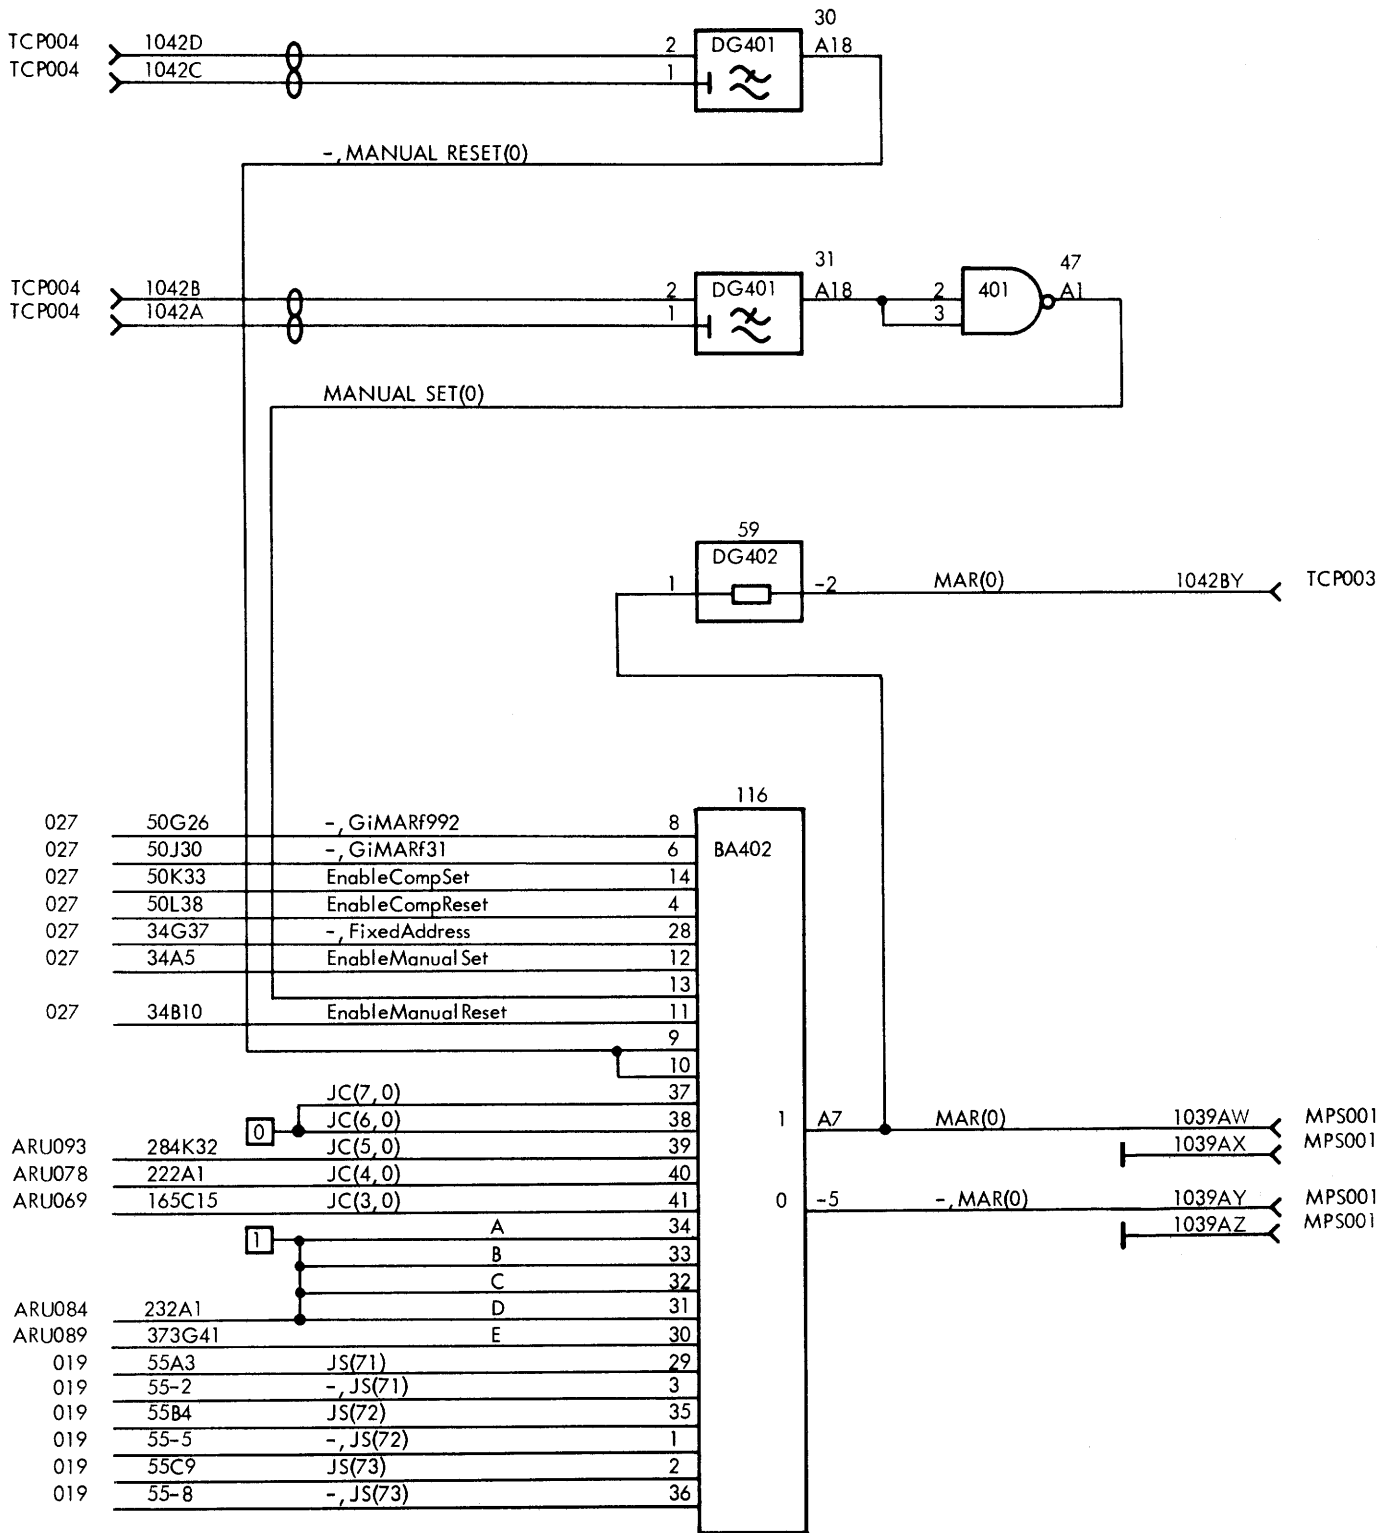 30
TCP004 1042D 2 DG401 A18
TCP004 1042C 1
-, MANUAL RESET(0)
31 47
TCP004 1042B 2 DG401 A18 2 401 A1
TCP004 1042A 1 3
MANUAL SET(0)
59
DG402
1 -2 MAR(0) 1042BY TCP003
116
027 50G26 -, GiMARf992 8
027 50J30 -, GiMARf31 6 BA402
027 50K33 EnableCompSet 14
027 50L38 EnableCompReset 4
027 34G37 -, FixedAddress 28
027 34A5 EnableManualSet 12
13
027 34B10 EnableManualReset 11
9
10
JC(7,0) 37
JC(6,0) 38 1 A7 MAR(0) 1039AW MPS001
0 JC(5,0) 39 1039AX MPS001
ARU093 284K32
ARU078 222A1 JC(4,0) 40
ARU069 165C15 JC(3,0) 41 0 -5 -, MAR(0) 1039AY MPS001
A 34 1039AZ MPS001
1 B 33
C 32
ARU084 232A1 D 31
ARU089 373G41 E 30
019 55A3 JS(71) 29
019 55-2 -, JS(71) 3
019 55B4 JS(72) 35
019 55-5 -, JS(72) 1
019 55C9 JS(73) 2
019 55-8 -, JS(73) 36